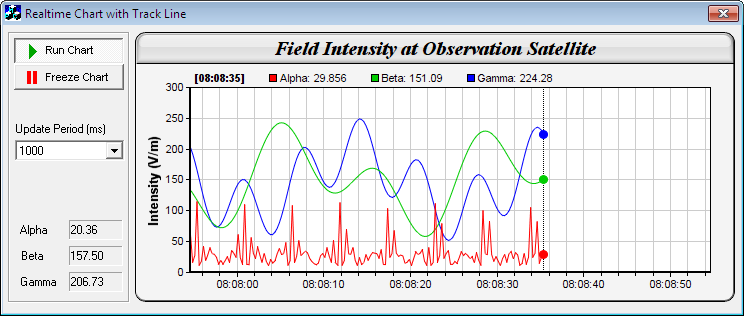 Realtime Chart with Track Line
Run Chart
Freeze Chart
Update Period (ms)
1000
Alpha 20.36
Beta 157.50
Gamma 206.73
Field Intensity at Observation Satellite
[08:08:35] Alpha: 29.856 Beta: 151.09 Gamma: 224.28
Intensity (V/m)
300
250
200
150
100
50
0
08:08:00 08:08:10 08:08:20 08:08:30 08:08:40 08:08:50